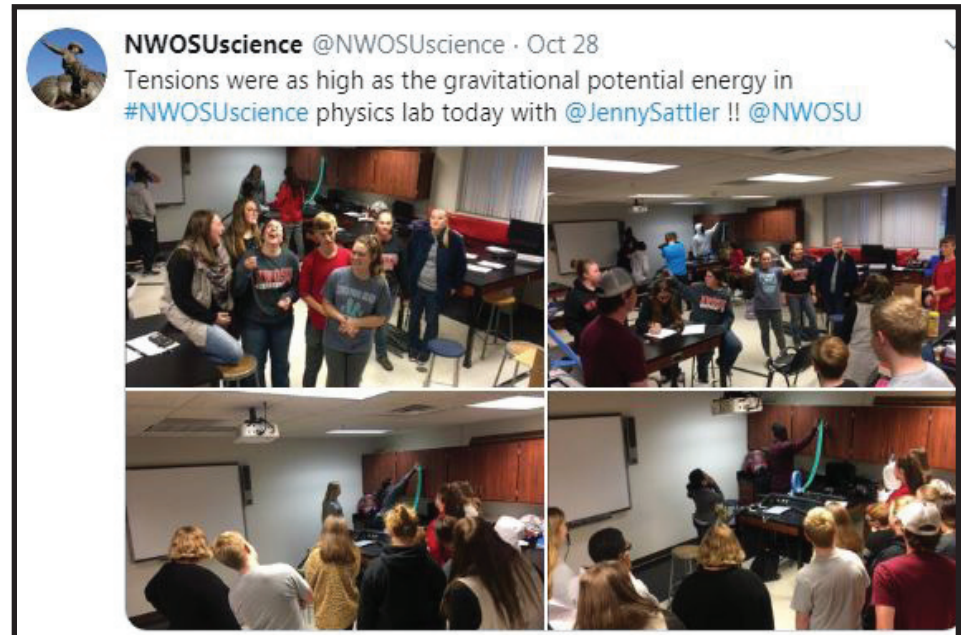 NWOSUscience @NWOSUscience · Oct 28
Tensions were as high as the gravitational potential energy in
#NWOSUscience physics lab today with @JennySattler !! @NWOSU